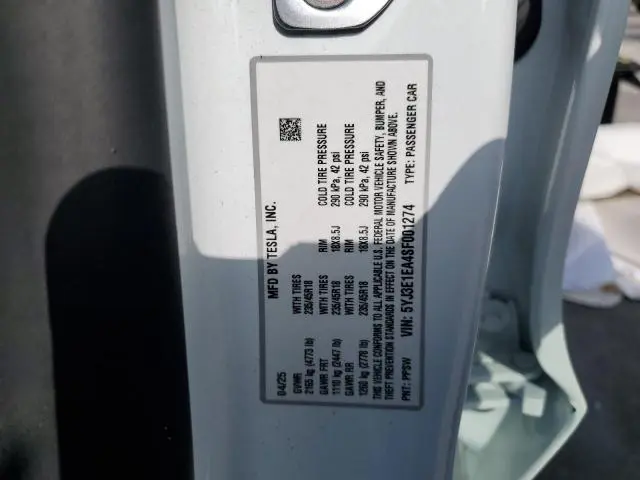 MFD BY TESLA, INC.
04/25
GVWR WITH TIRES RIM COLD TIRE PRESSURE
2165 kg (4773 lb) 235/45R18 18X8.5J 290 kPa, 42 psi
GAWR FRT WITH TIRES RIM COLD TIRE PRESSURE
1110 kg (2447 lb) 235/45R18 18X8.5J 290 kPa, 42 psi
GAWR RR
1260 kg (2778 lb) 235/45R18
THIS VEHICLE CONFORMS TO ALL APPLICABLE U.S. FEDERAL MOTOR VEHICLE SAFETY, BUMPER, AND
THEFT PREVENTION STANDARDS IN EFFECT ON THE DATE OF MANUFACTURE SHOWN ABOVE.
VIN: 5YJ3E1EA4SF001274 TYPE: PASSENGER CAR
PNT: PPSW